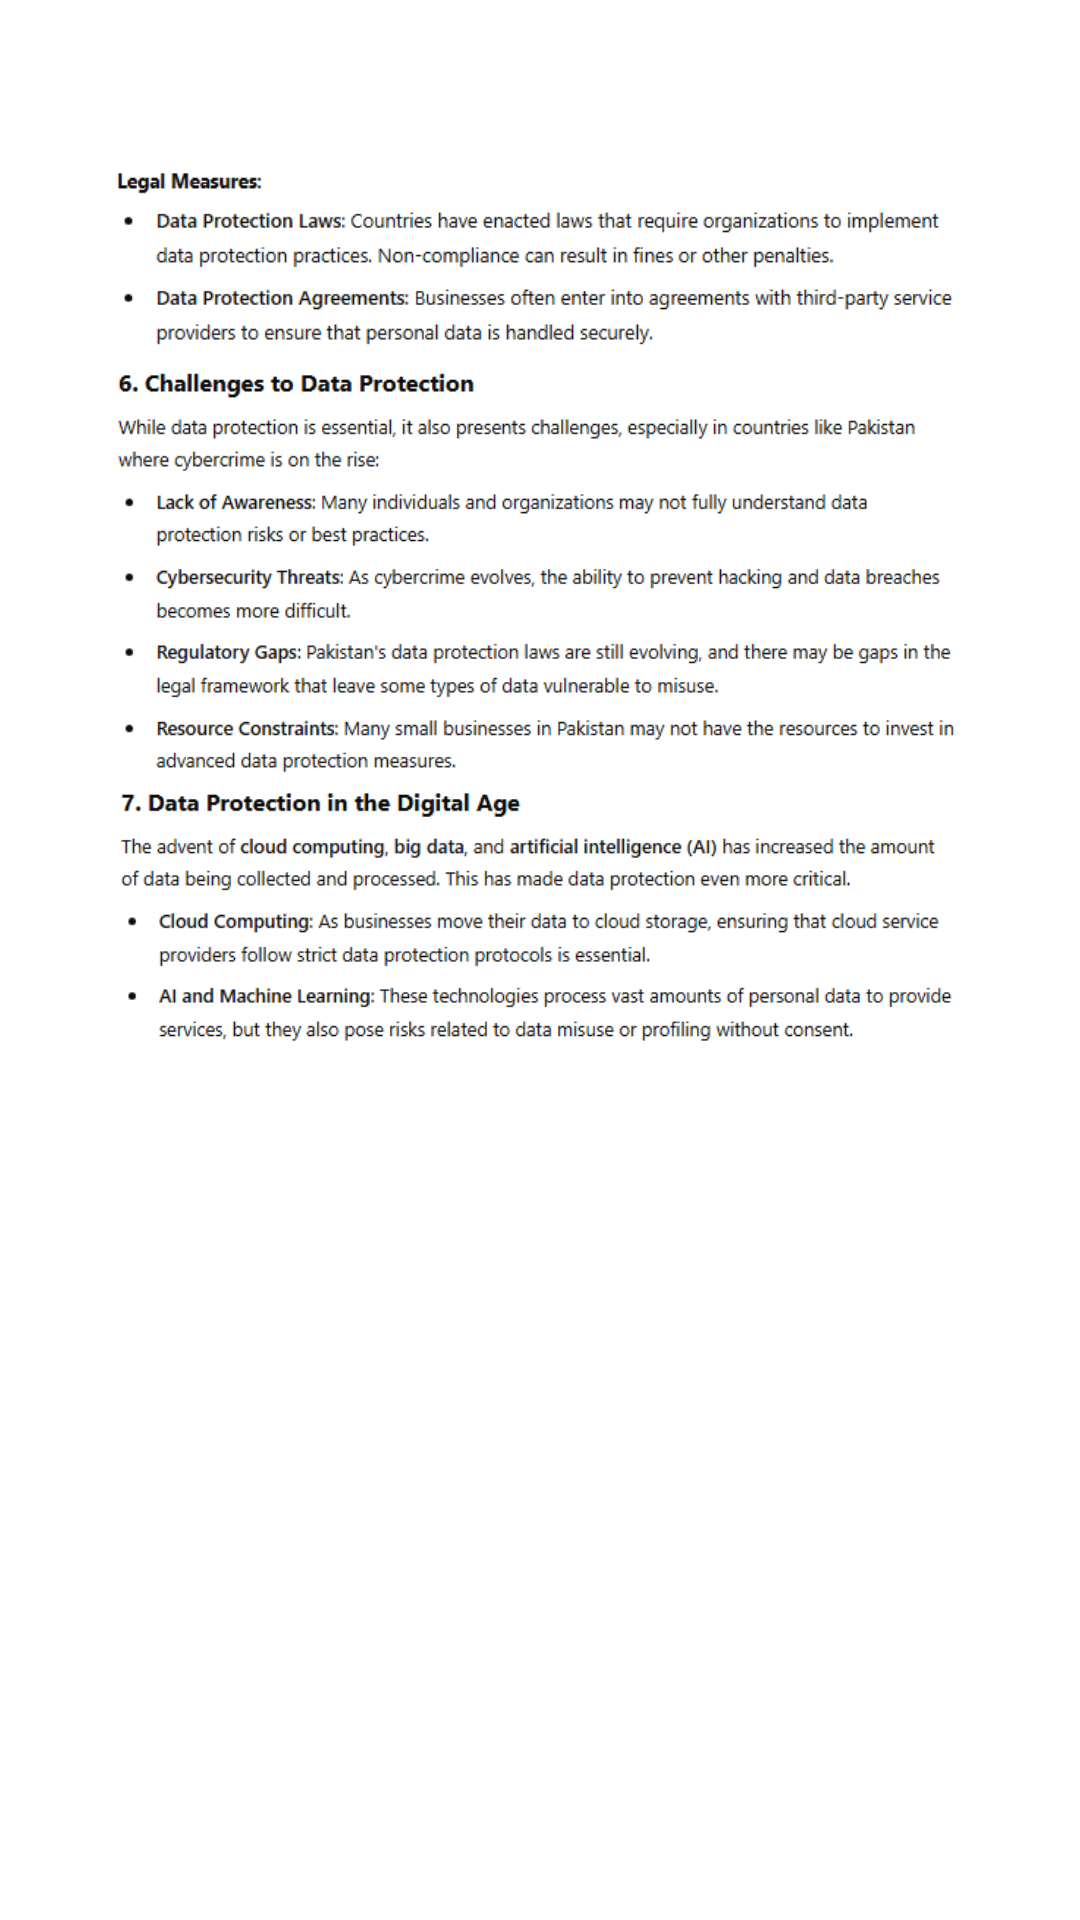 Legal Measures:
• Data Protection Laws: Countries have enacted laws that require organizations to implement
data protection practices. Non-compliance can result in fines or other penalties.
• Data Protection Agreements: Businesses often enter into agreements with third-party service
providers to ensure that personal data is handled securely.
6. Challenges to Data Protection
While data protection is essential, it also presents challenges, especially in countries like Pakistan
where cybercrime is on the rise:
• Lack of Awareness: Many individuals and organizations may not fully understand data
protection risks or best practices.
• Cybersecurity Threats: As cybercrime evolves, the ability to prevent hacking and data breaches
becomes more difficult.
• Regulatory Gaps: Pakistan's data protection laws are still evolving, and there may be gaps in the
legal framework that leave some types of data vulnerable to misuse.
• Resource Constraints: Many small businesses in Pakistan may not have the resources to invest in
advanced data protection measures.
7. Data Protection in the Digital Age
The advent of cloud computing, big data, and artificial intelligence (AI) has increased the amount
of data being collected and processed. This has made data protection even more critical.
• Cloud Computing: As businesses move their data to cloud storage, ensuring that cloud service
providers follow strict data protection protocols is essential.
• AI and Machine Learning: These technologies process vast amounts of personal data to provide
services, but they also pose risks related to data misuse or profiling without consent.